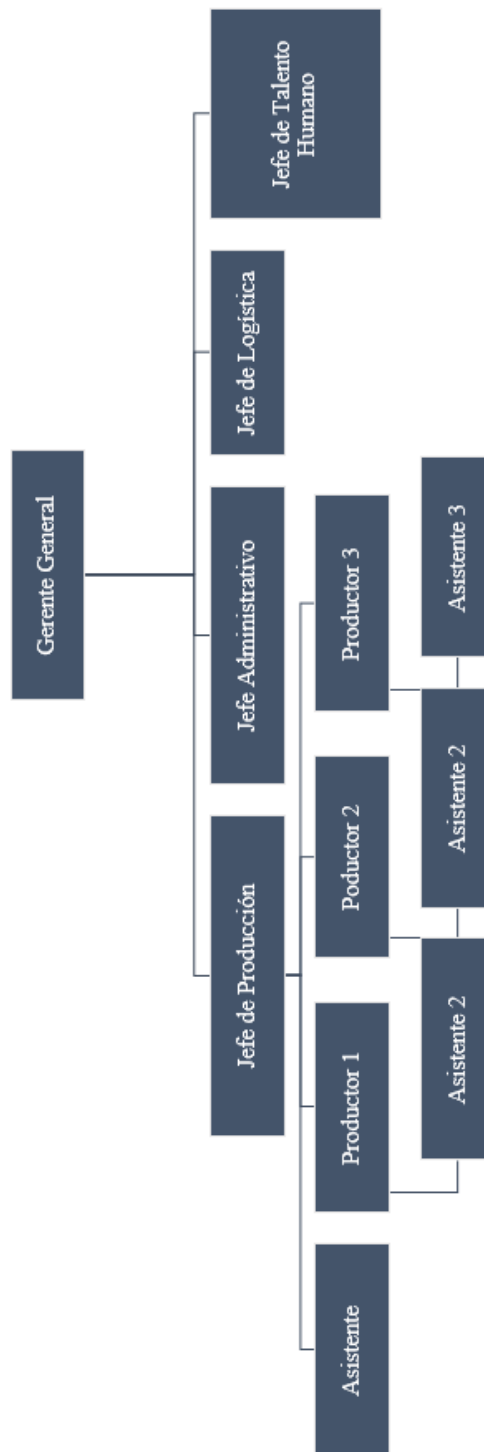 Gerente General
Jefe de Producción
Jefe Administrativo
Jefe de Logística
Jefe de Talento
Humano
Asistente
Productor 1
Poductor 2
Productor 3
Asistente 2
Asistente 2
Asistente 3